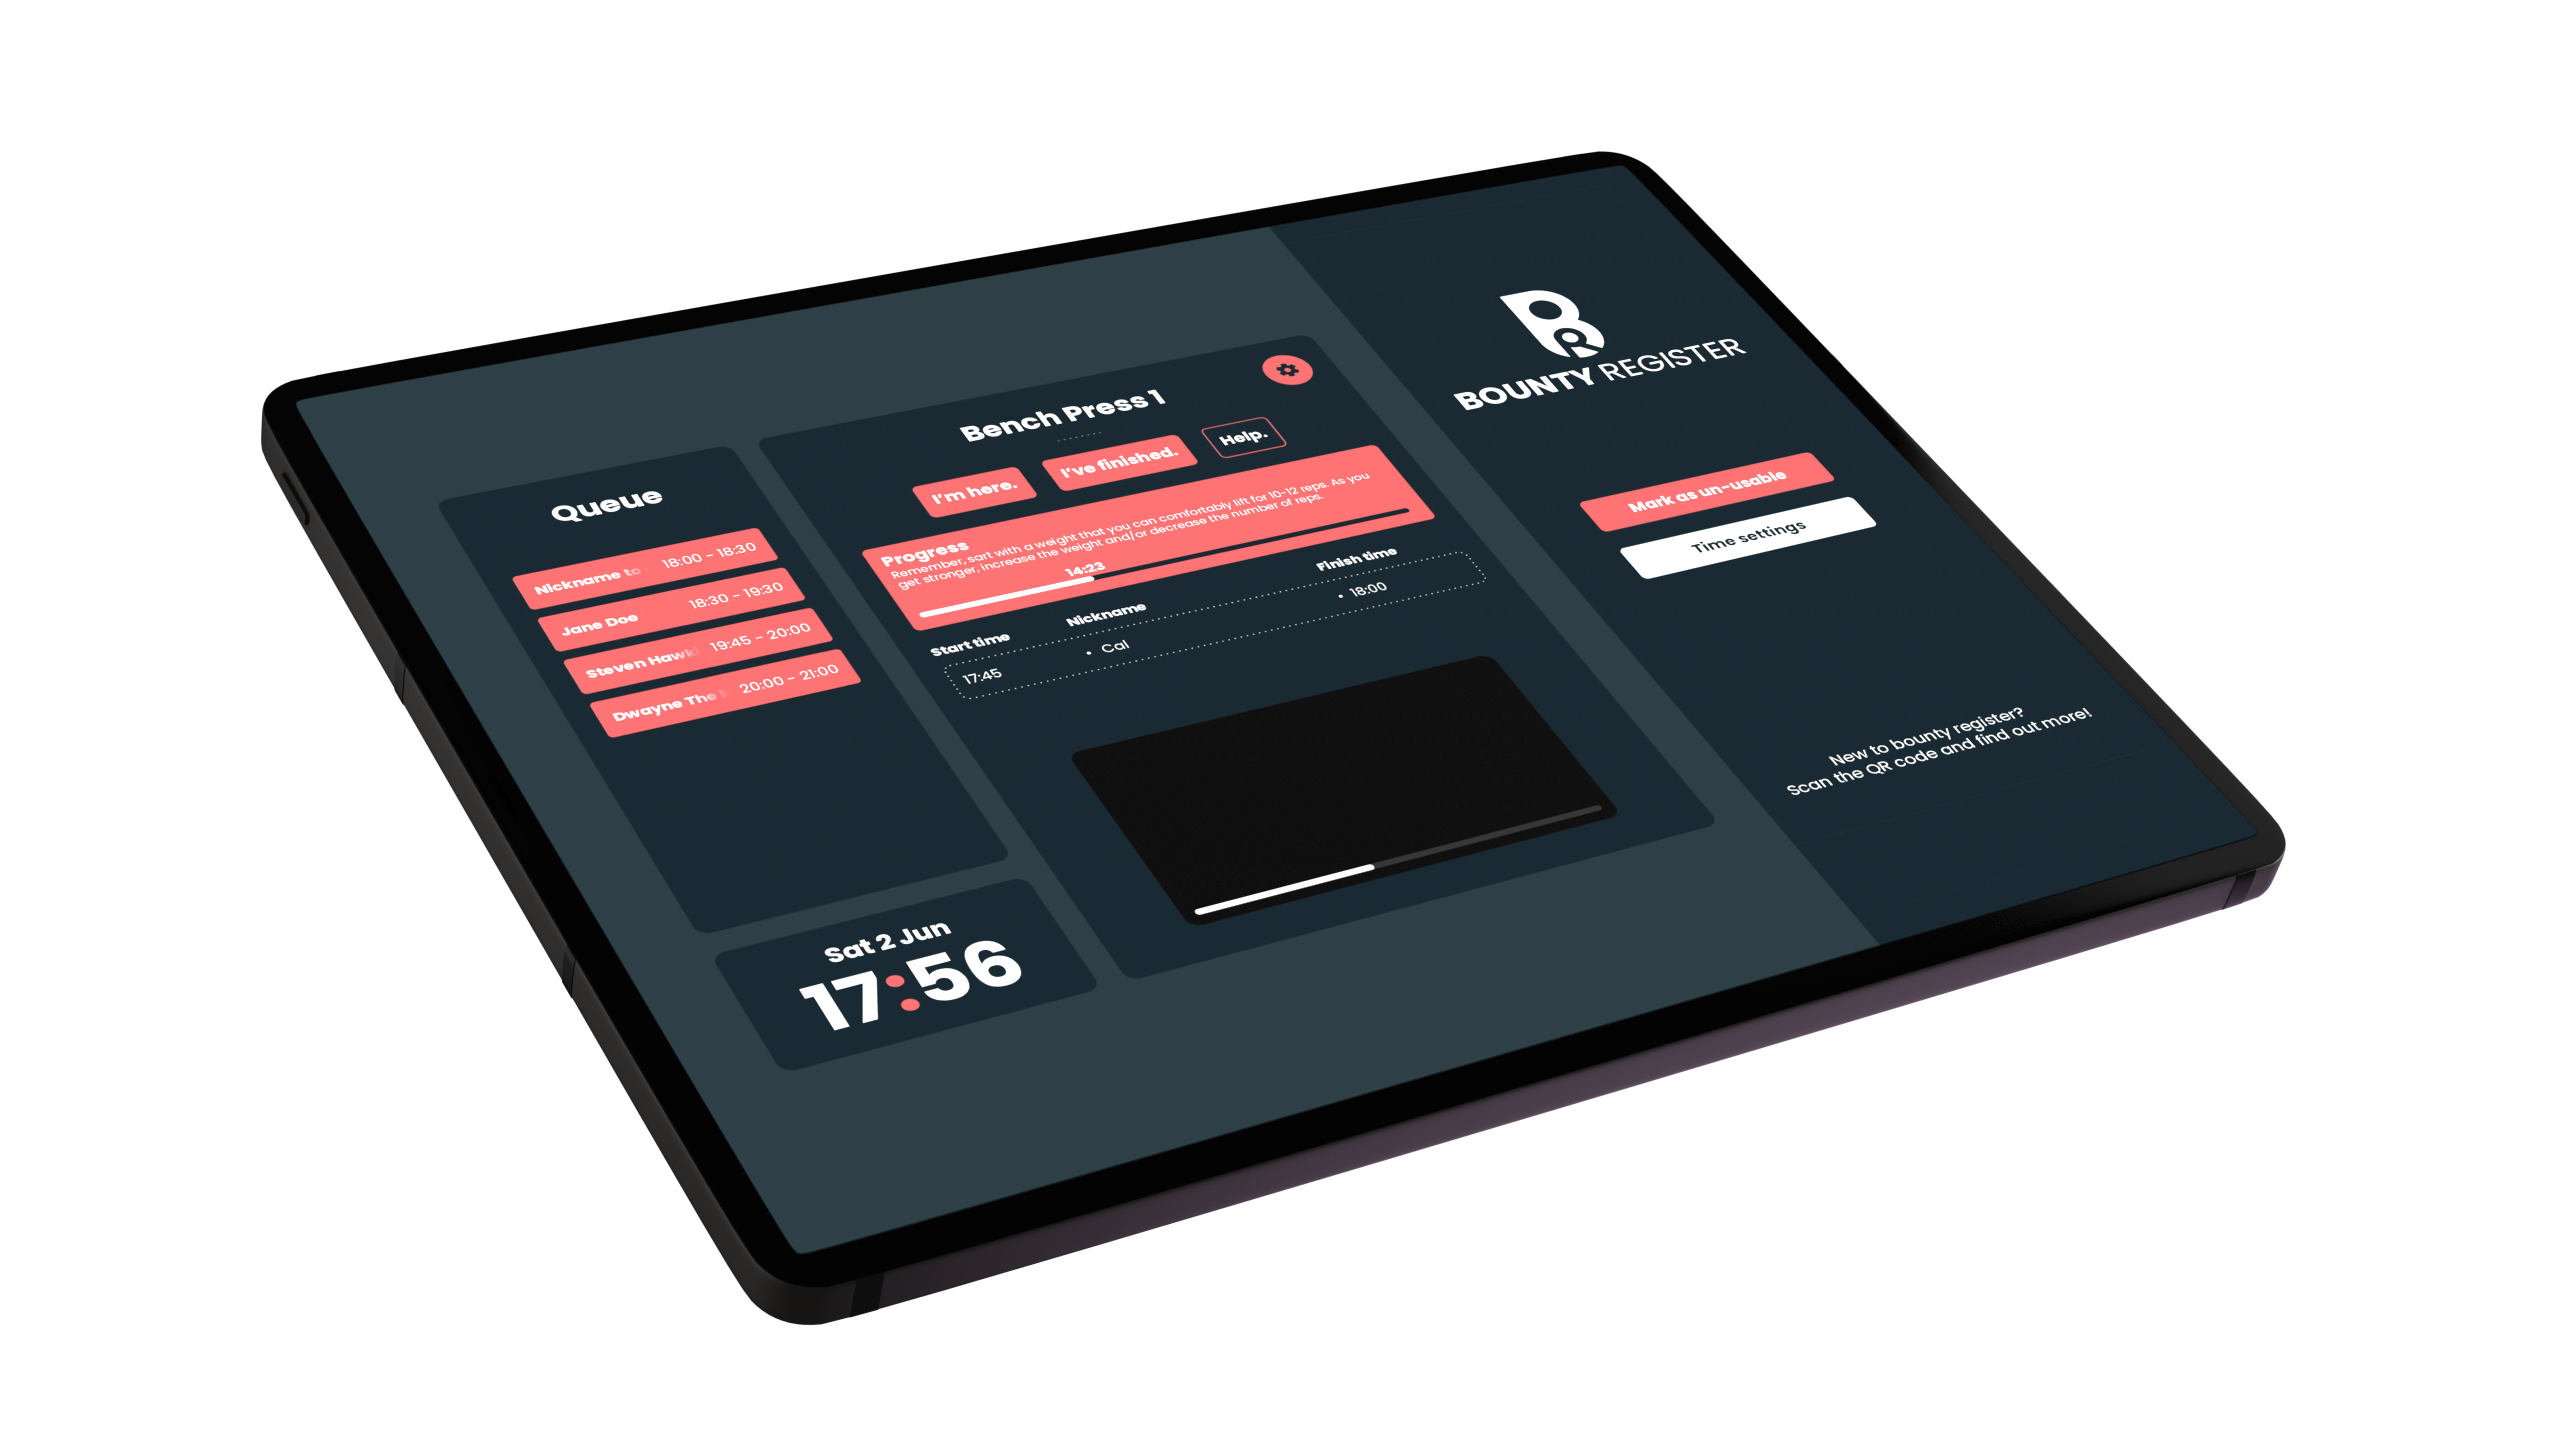 Queue
Nickname to 18:00 - 18:30
Jane Doe 18:30 - 19:30
Steven Hawk 19:45 - 20:00
Dwayne The 20:00 - 21:00
Sat 2 Jun
17:56
Bench Press 1
I'm here. I've finished. Help.
Progress
Remember, sart with a weight that you can comfortably lift for 10-12 reps. As you
get stronger, increase the weight and/or decrease the number of reps.
14:23
Start time Nickname Finish time
17:45 • Cal • 18:00
BR
BOUNTY REGISTER
Mark as un-usable
Time settings
New to bounty register?
Scan the QR code and find out more!